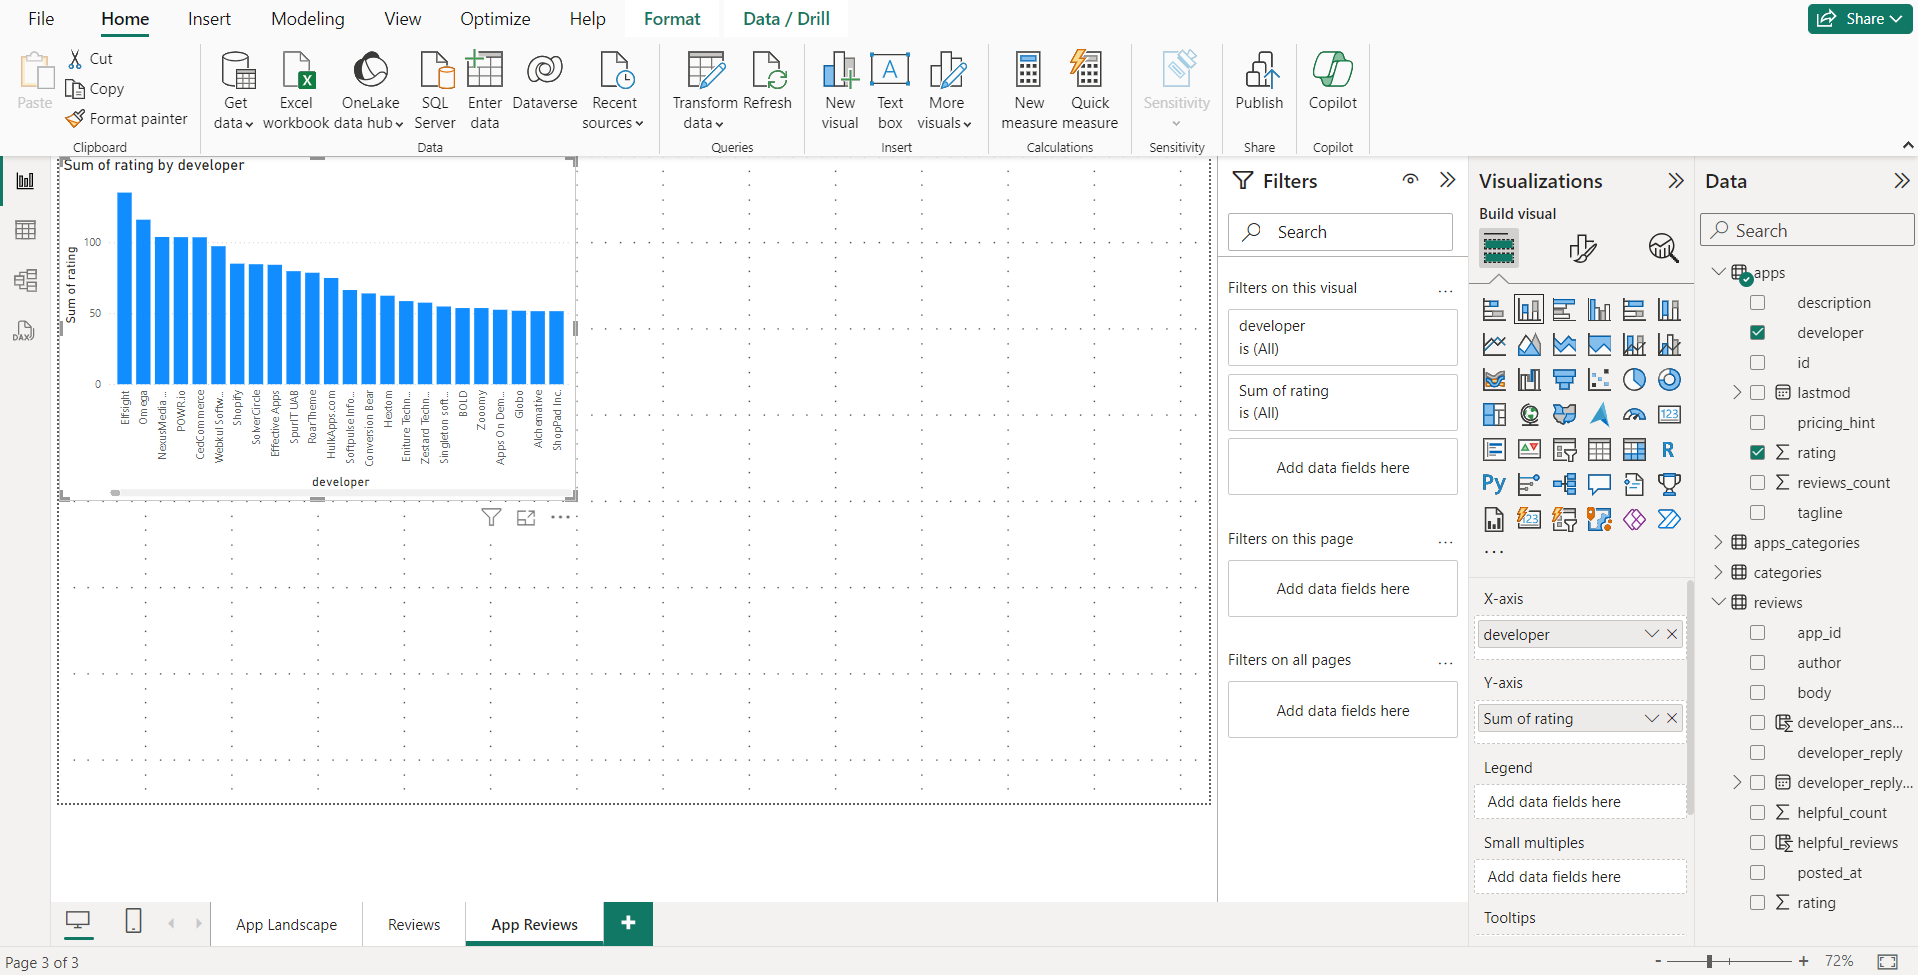 File Home Insert Modeling View Optimize Help Format Data / Drill Share
Paste
Cut
Copy
Format painter
Clipboard
Get data
Excel workbook
OneLake data hub
SQL Server
Enter data
Dataverse
Recent sources
Data
Transform data
Refresh
Queries
New visual
Text box
More visuals
Insert
New measure
Quick measure
Calculations
Sensitivity
Sensitivity
Publish
Share
Copilot
Copilot
Sum of rating by developer
Sum of rating
100
50
0
Elfsight
Omega
NexusMedia ...
POWR.io
CedCommerce
Webkul Softw...
Shopify
SolverCircle
Effective Apps
SpurIT UAB
RoarTheme
HulkApps.com
Softpulse Info...
Conversion Bear
Hextom
Eniture Techn...
Zestard Techn...
Singleton soft...
BOLD
Zooomy
Apps On Dem...
Globo
Alchemative
ShopPad Inc.
developer
Filters
Search
Filters on this visual ...
developer
is (All)
Sum of rating
is (All)
Add data fields here
Filters on this page ...
Add data fields here
Filters on all pages ...
Add data fields here
Visualizations
Build visual
123
R
Py
123
...
X-axis
developer
Y-axis
Sum of rating
Legend
Add data fields here
Small multiples
Add data fields here
Tooltips
Data
Search
apps
description
developer
id
lastmod
pricing_hint
rating
reviews_count
tagline
apps_categories
categories
reviews
app_id
author
body
developer_ans...
developer_reply
developer_reply...
helpful_count
helpful_reviews
posted_at
rating
DAX
App Landscape Reviews App Reviews +
Page 3 of 3
- + 72%